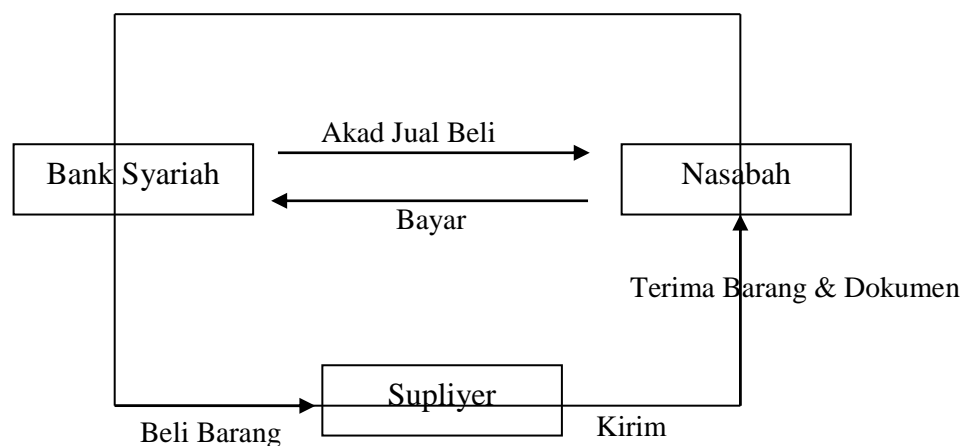 Akad Jual Beli
Bank Syariah
Nasabah
Bayar
Terima Barang & Dokumen
Supliyer
Beli Barang
Kirim